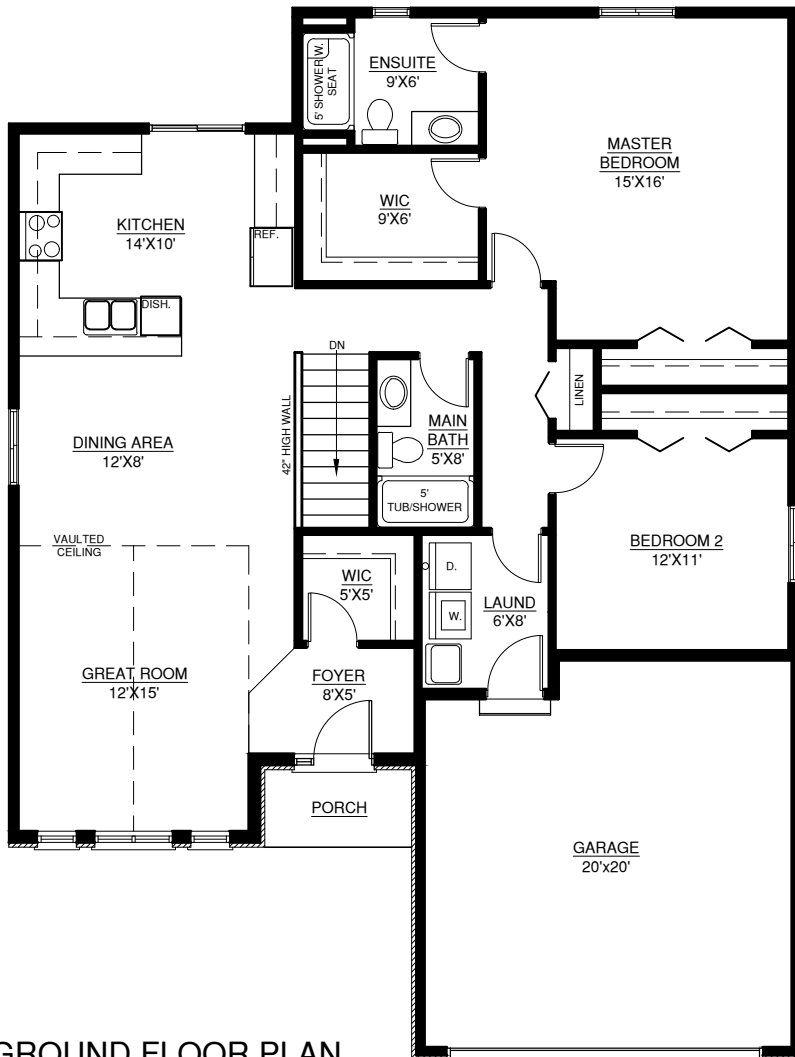 5' SHOWER W.
SEAT
ENSUITE
9'X6'
MASTER
BEDROOM
15'X16'
WIC
9'X6'
KITCHEN
14'X10'
REF.
DISH.
DN
LINEN
42" HIGH WALL
MAIN
BATH
5'X8'
DINING AREA
12'X8'
5'
TUB/SHOWER
VAULTED
CEILING
BEDROOM 2
12'X11'
WIC
5'X5'
D.
W.
LAUND
6'X8'
GREAT ROOM
12'X15'
FOYER
8'X5'
PORCH
GARAGE
20'x20'
GROUND FLOOR PLAN